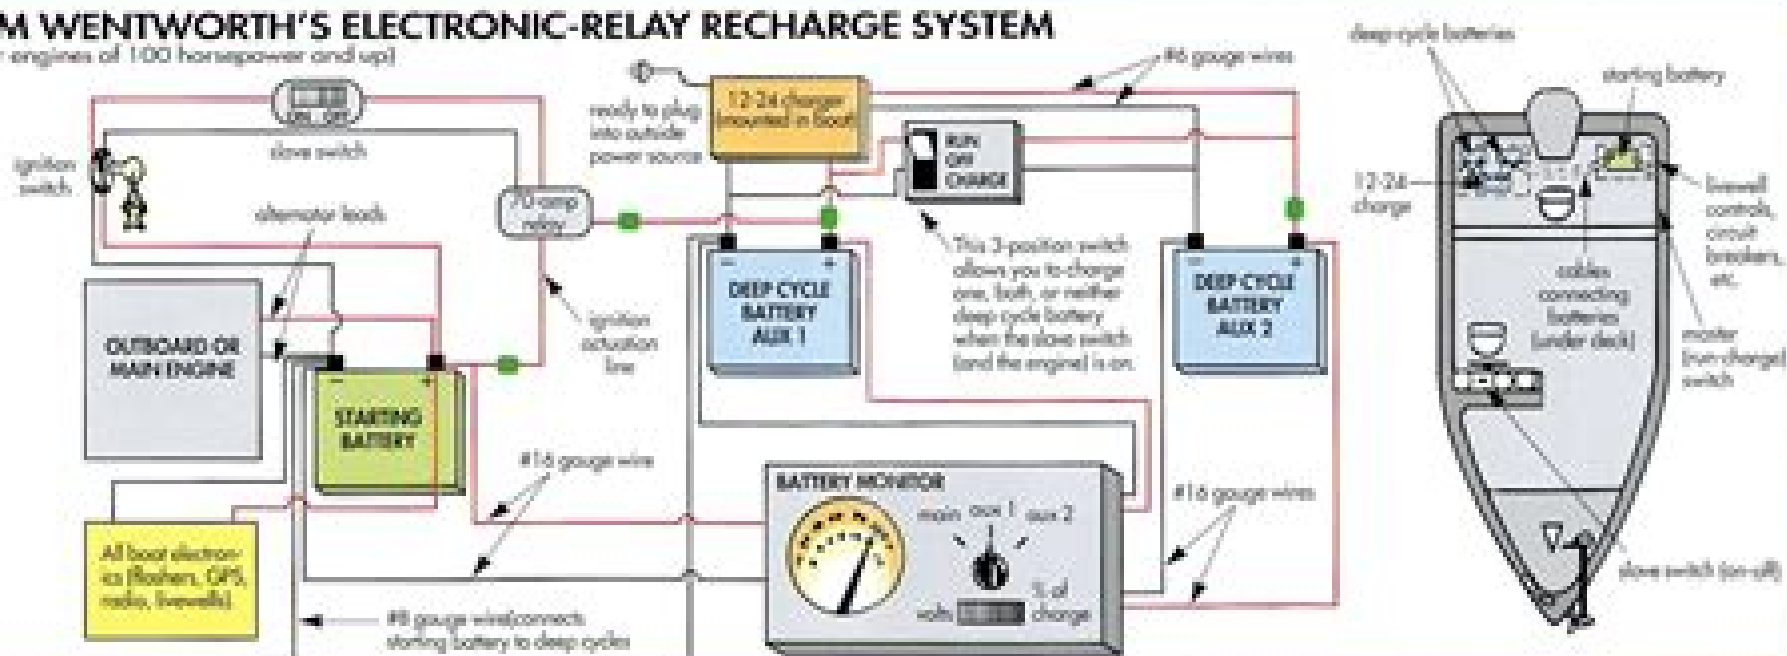 M WENTWORTH'S ELECTRONIC-RELAY RECHARGE SYSTEM
r engines of 100 horsepower and up)
ON OFF
slave switch
ignition
switch
alternator leads
70-amp
relay
ready to plug
into outside
power source
12-24 charger
(mounted in boat)
#6 gauge wires
RUN
OFF
CHARGE
This 3-position switch
allows you to charge
one, both, or neither
deep cycle battery
when the slave switch
(and the engine) is on.
ignition
actuation
line
OUTBOARD OR
MAIN ENGINE
- +
STARTING
BATTERY
- +
DEEP CYCLE
BATTERY
AUX 1
- +
DEEP CYCLE
BATTERY
AUX 2
#16 gauge wire
All boat electron-
ics (flashers, GPS,
radio, livewells).
#8 gauge wire(connects
starting battery to deep cycles
BATTERY MONITOR
main aux 1 aux 2
volts
% of
charge
#16 gauge wires
deep-cycle batteries
starting battery
12-24
charge
livewell
controls,
circuit
breakers,
etc.
cables
connecting
batteries
(under deck)
master
(run-charge)
switch
slave switch (on-off)